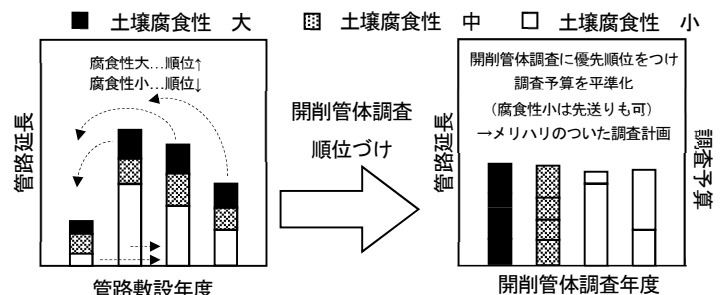 ■ 土壌腐食性 大　▩ 土壌腐食性 中　□ 土壌腐食性 小
腐食性大…順位↑
腐食性小…順位↓
管路延長
管路敷設年度
開削管体調査
順位づけ
開削管体調査に優先順位をつけ
調査予算を平準化
（腐食性小は先送りも可）
→メリハリのついた調査計画
管路延長
調査予算
開削管体調査年度